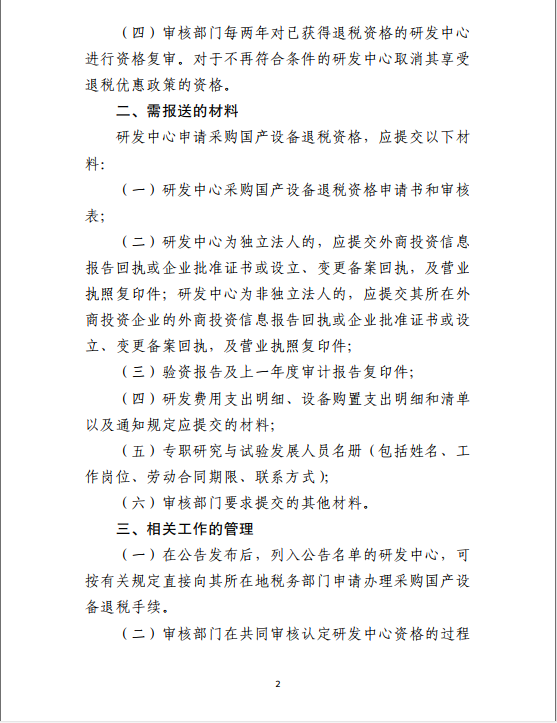 （四）审核部门每两年对已获得退税资格的研发中心
进行资格复审。对于不再符合条件的研发中心取消其享受
退税优惠政策的资格。
二、需报送的材料
研发中心申请采购国产设备退税资格，应提交以下材
料：
（一）研发中心采购国产设备退税资格申请书和审核
表；
（二）研发中心为独立法人的，应提交外商投资信息
报告回执或企业批准证书或设立、变更备案回执，及营业
执照复印件；研发中心为非独立法人的，应提交其所在外
商投资企业的外商投资信息报告回执或企业批准证书或设
立、变更备案回执，及营业执照复印件；
（三）验资报告及上一年度审计报告复印件；
（四）研发费用支出明细、设备购置支出明细和清单
以及通知规定应提交的材料；
（五）专职研究与试验发展人员名册（包括姓名、工
作岗位、劳动合同期限、联系方式）；
（六）审核部门要求提交的其他材料。
三、相关工作的管理
（一）在公告发布后，列入公告名单的研发中心，可
按有关规定直接向其所在地税务部门申请办理采购国产设
备退税手续。
（二）审核部门在共同审核认定研发中心资格的过程
2